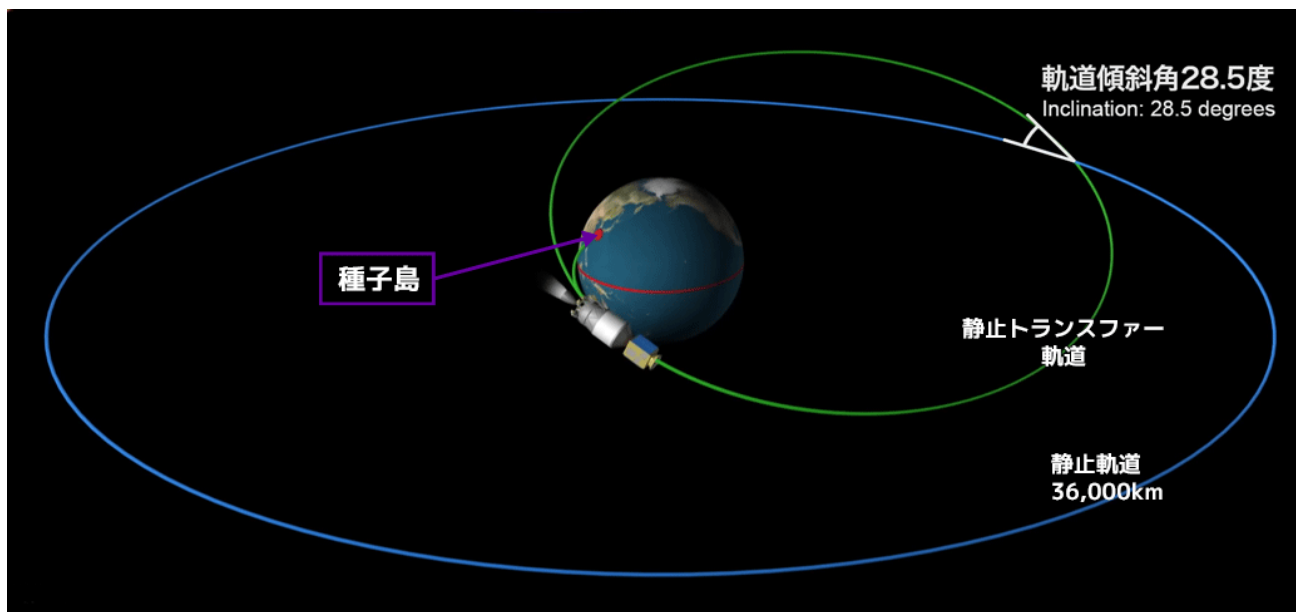 軌道傾斜角28.5度
Inclination: 28.5 degrees
種子島
静止トランスファー
軌道
静止軌道
36,000km